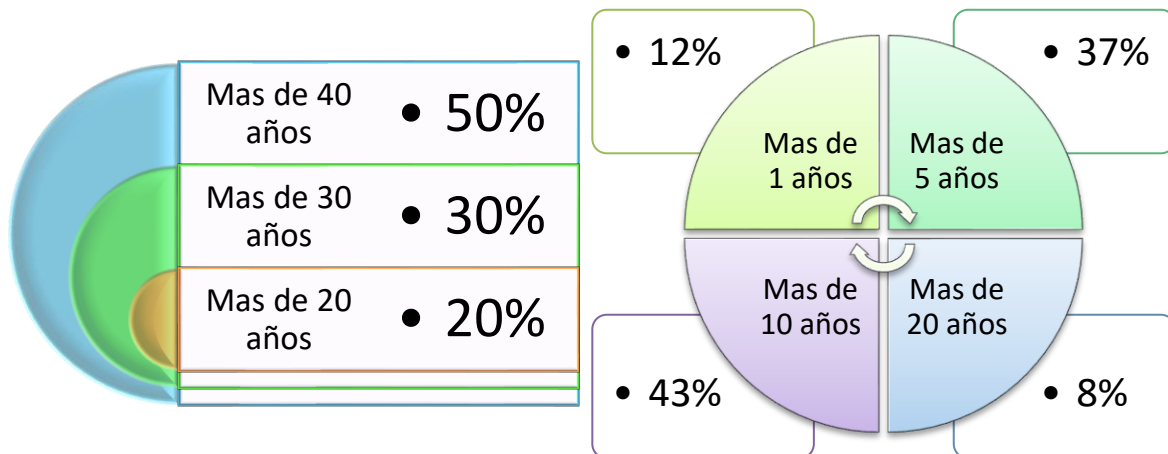 Mas de 40
años
• 50%
Mas de 30
años
• 30%
Mas de 20
años
• 20%
• 12%
• 37%
Mas de
1 años
Mas de
5 años
Mas de
10 años
Mas de
20 años
• 43%
• 8%